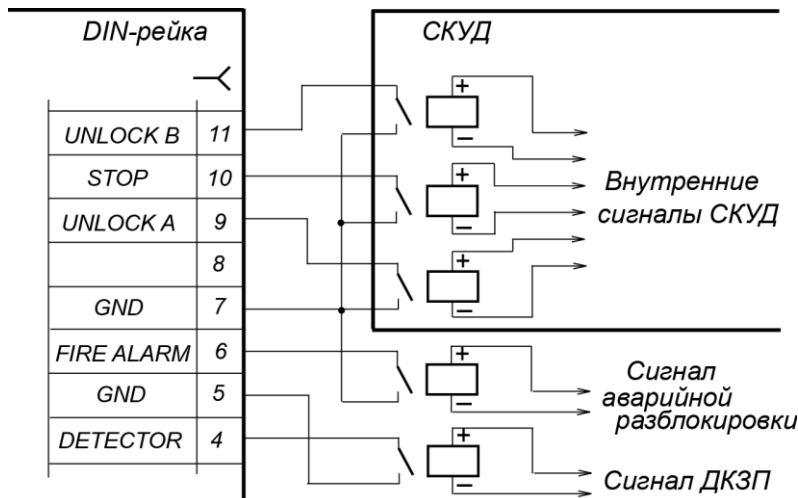 DIN-рейка
UNLOCK B 11
STOP 10
UNLOCK A 9
8
GND 7
FIRE ALARM 6
GND 5
DETECTOR 4
СКУД
+
−
+
−
+
−
Внутренние
сигналы СКУД
+
−
Сигнал
аварийной
разблокировки
+
−
Сигнал ДКЗП